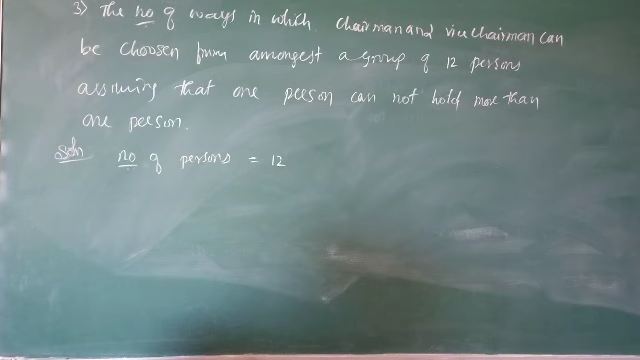 3) The no of ways in which chairman and vice chairman can
be choosen from amongest a group of 12 persons
assuming that one person can not hold more than
one person.
Soln no of persons = 12